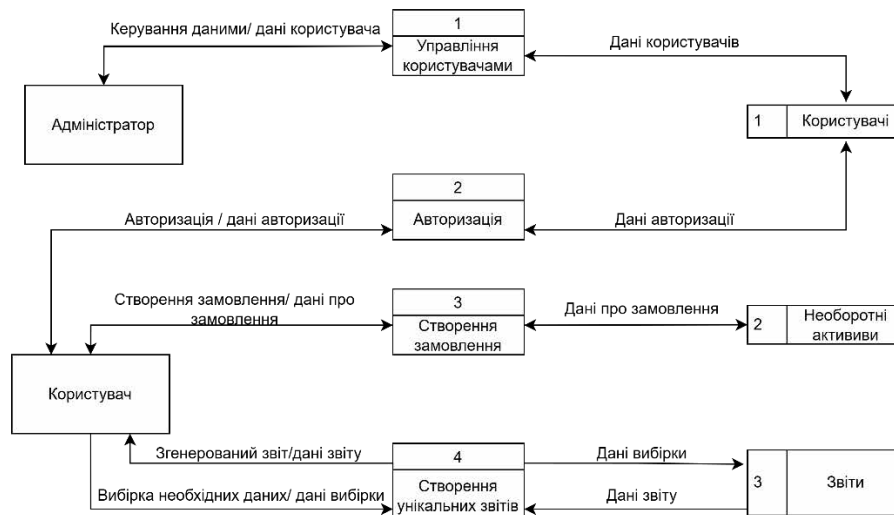 1
Керування даними/ дані користувача
Управління
користувачами
Дані користувачів
Адміністратор
1
Користувачі
2
Авторизація / дані авторизації
Авторизація
Дані авторизації
3
Створення замовлення/ дані про
замовлення
Створення
замовлення
Дані про замовлення
2
Необоротні
актививи
Користувач
4
Згенерований звіт/дані звіту
Дані вибірки
Вибірка необхідних даних/ дані вибірки
Створення
унікальних звітів
Дані звіту
3
Звіти